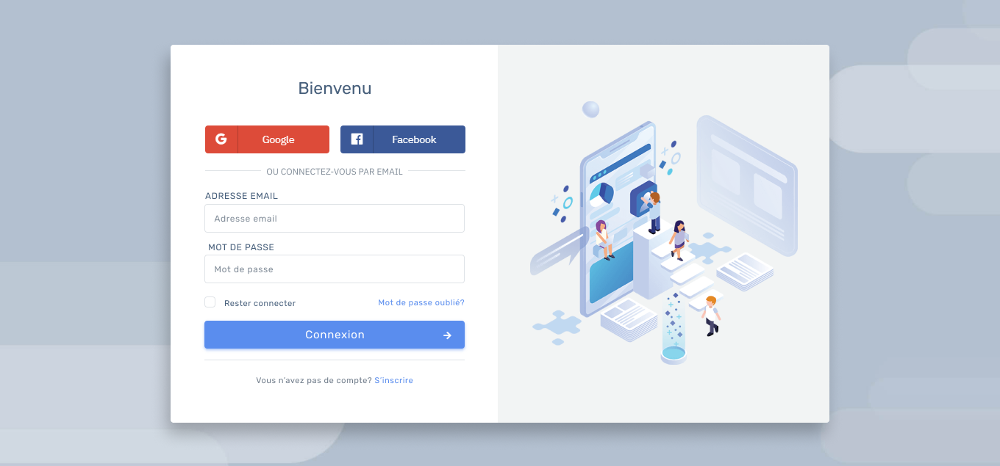 Bienvenu
Google
Facebook
OU CONNECTEZ-VOUS PAR EMAIL
ADRESSE EMAIL
Adresse email
MOT DE PASSE
Mot de passe
Rester connecter
Mot de passe oublié?
Connexion
Vous n'avez pas de compte? S'inscrire